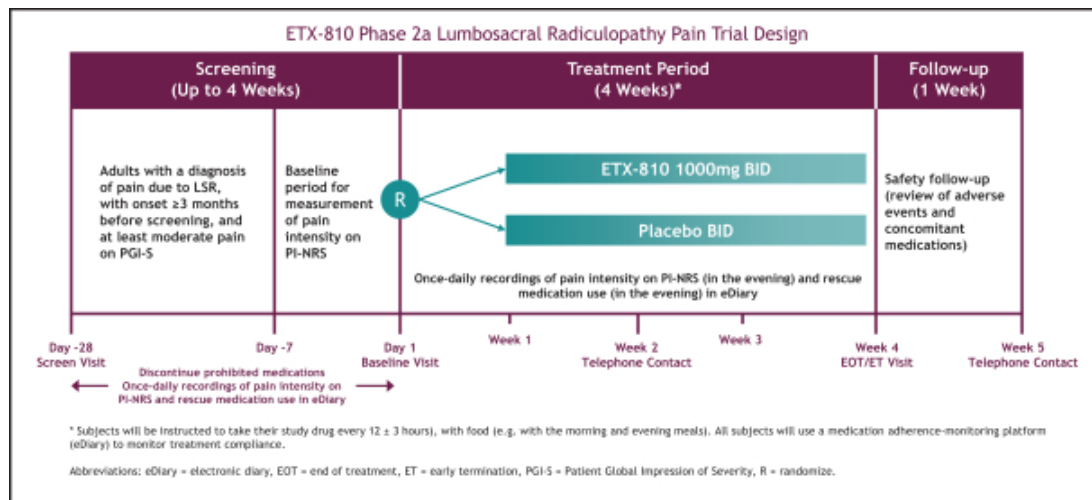 ETX-810 Phase 2a Lumbosacral Radiculopathy Pain Trial Design
Screening
(Up to 4 Weeks)
Treatment Period
(4 Weeks)*
Follow-up
(1 Week)
Adults with a diagnosis
of pain due to LSR,
with onset ≥3 months
before screening, and
at least moderate pain
on PGI-S
Baseline
period for
measurement
of pain
intensity on
PI-NRS
R
ETX-810 1000mg BID
Placebo BID
Safety follow-up
(review of adverse
events and
concomitant
medications)
Once-daily recordings of pain intensity on PI-NRS (in the evening) and rescue
medication use (in the evening) in eDiary
Day -28
Screen Visit
Day -7
Day 1
Baseline Visit
Week 1
Week 2
Telephone Contact
Week 3
Week 4
EOT/ET Visit
Week 5
Telephone Contact
Discontinue prohibited medications
Once-daily recordings of pain intensity on
PI-NRS and rescue medication use in eDiary
* Subjects will be instructed to take their study drug every 12 ± 3 hours), with food (e.g. with the morning and evening meals). All subjects will use a medication adherence-monitoring platform
(eDiary) to monitor treatment compliance.
Abbreviations: eDiary = electronic diary, EOT = end of treatment, ET = early termination, PGI-S = Patient Global Impression of Severity, R = randomize.